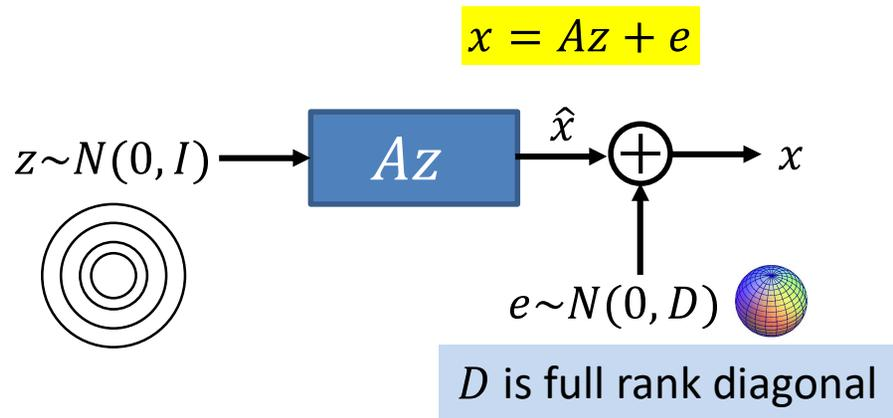 x = Az + e
z~N(0, I)
Az
x̂
+
x
e~N(0, D)
D is full rank diagonal